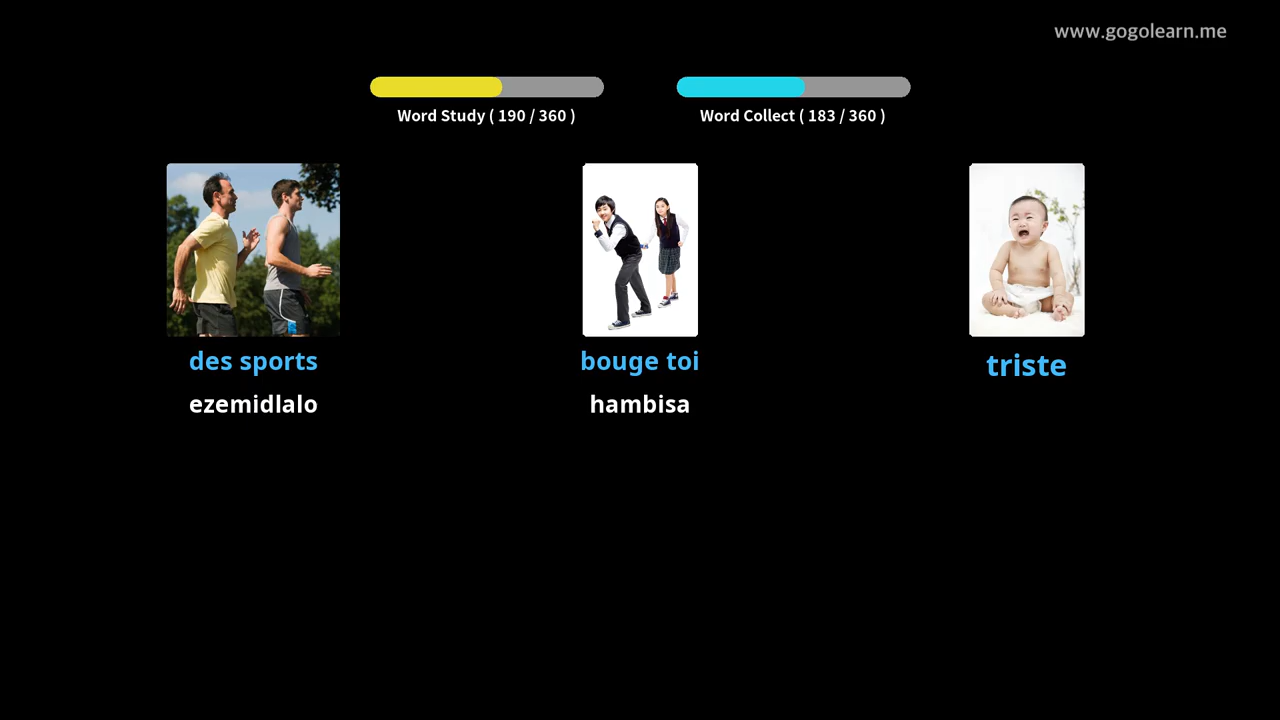 www.gogolearn.me
Word Study ( 190 / 360 )
Word Collect ( 183 / 360 )
des sports
bouge toi
triste
ezemidlalo
hambisa